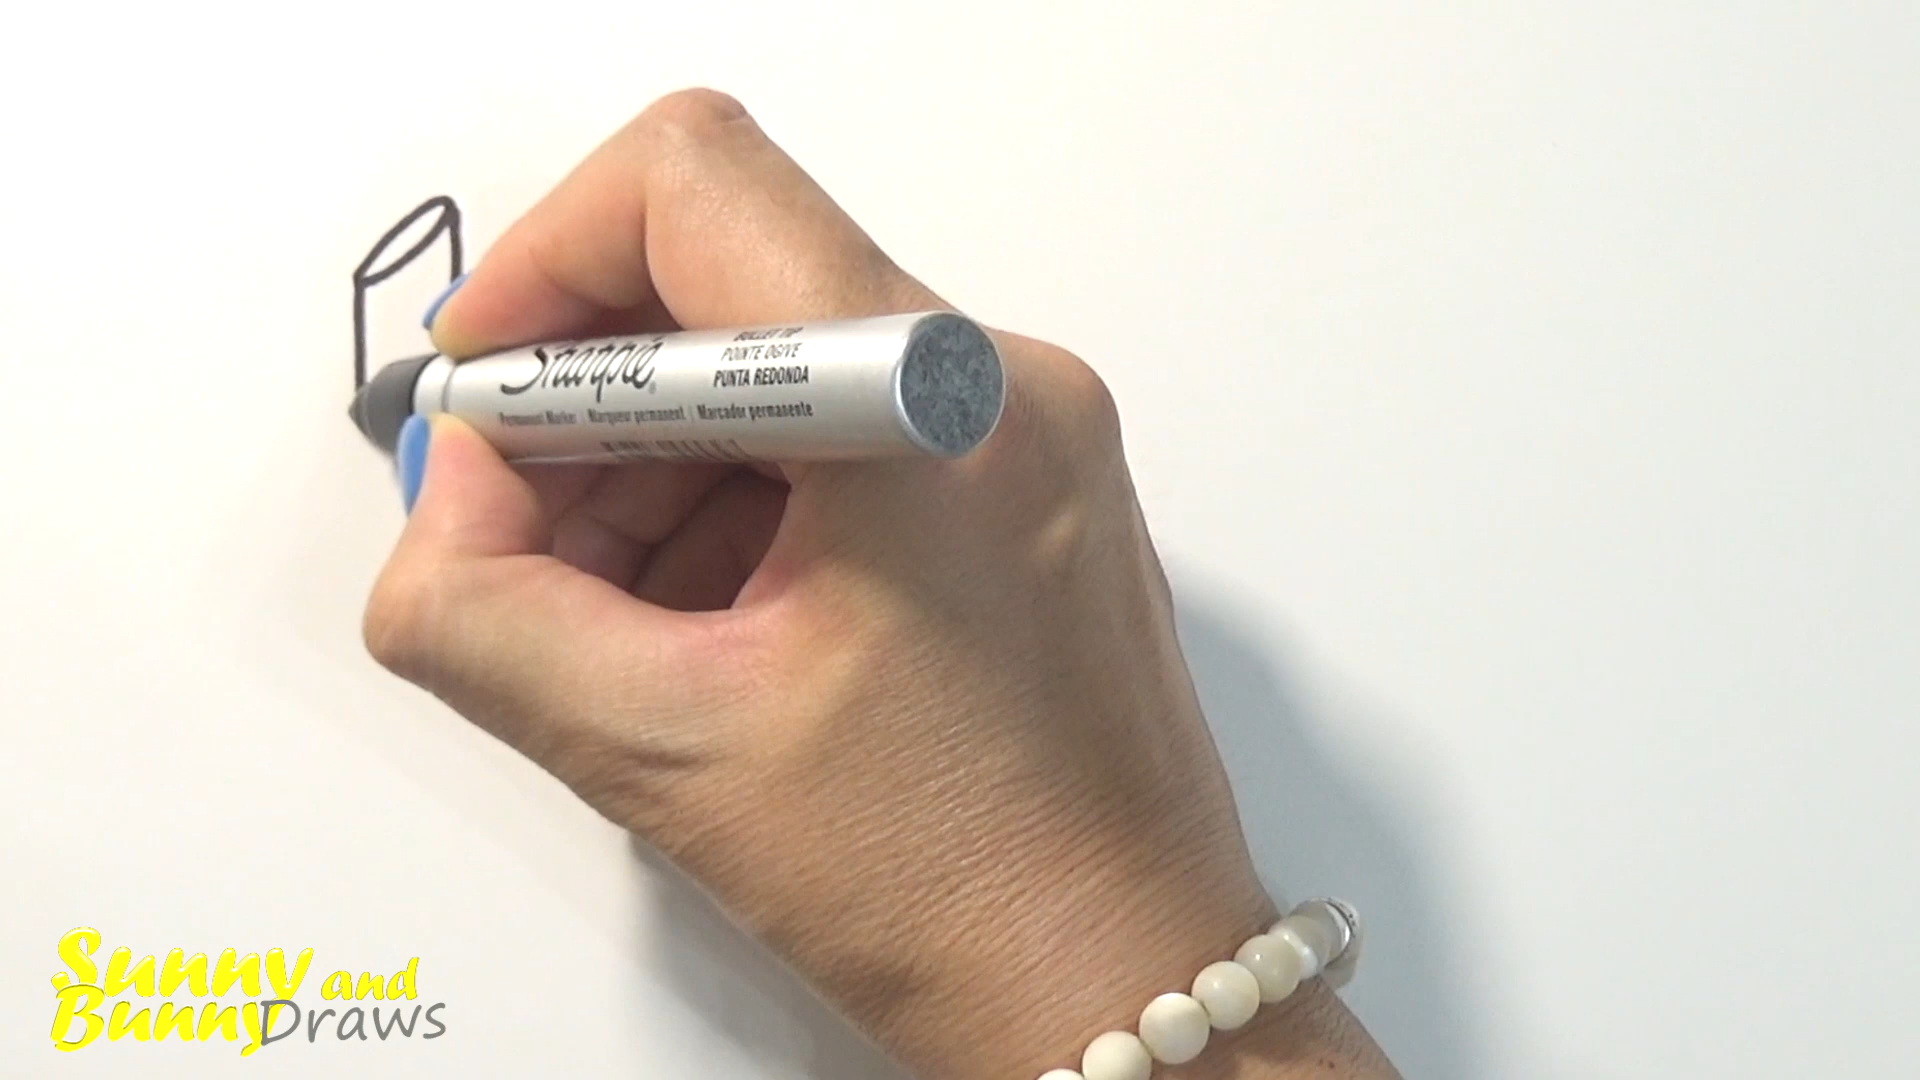 Sharpie
BULLET TIP
POINTE OGIVE
PUNTA REDONDA
Permanent Marker | Marqueur permanent | Marcador permanente
Sunny and
Bunny Draws